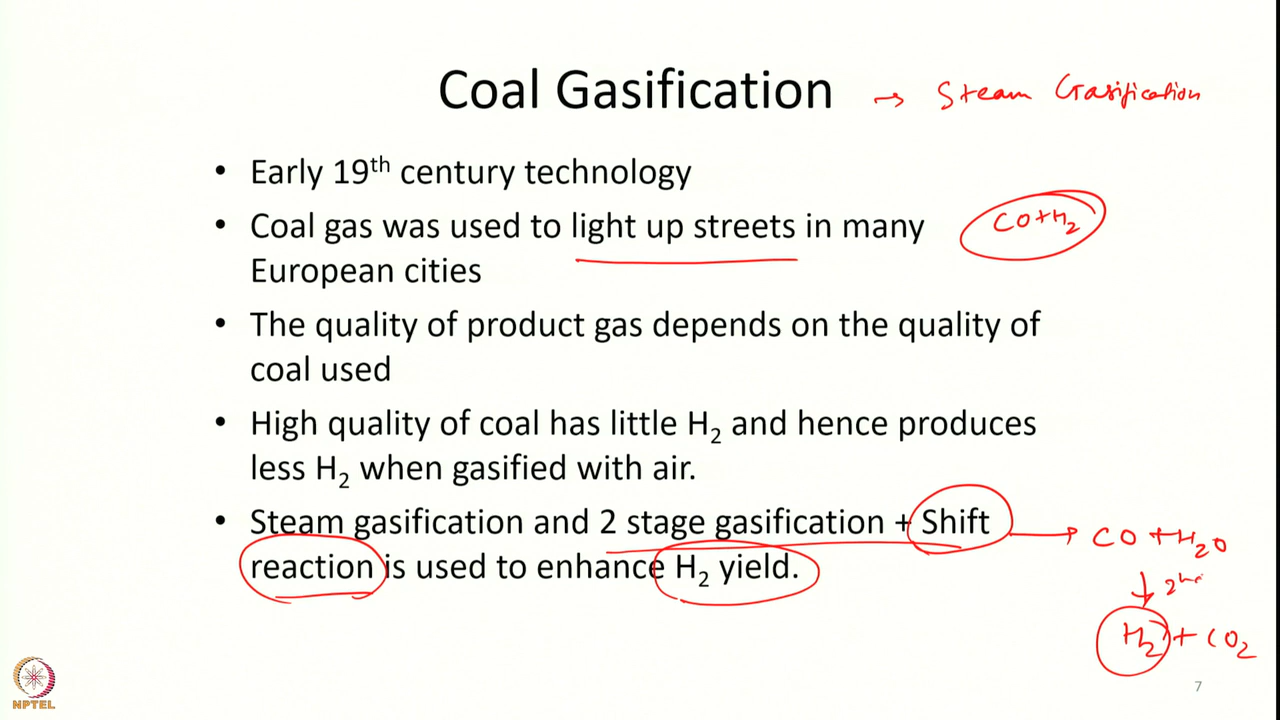 Coal Gasification → Steam Gasification
• Early 19th century technology
• Coal gas was used to light up streets in many
European cities
CO+H₂
• The quality of product gas depends on the quality of
coal used
• High quality of coal has little H₂ and hence produces
less H₂ when gasified with air.
• Steam gasification and 2 stage gasification + Shift
reaction is used to enhance H₂ yield.
→ CO + H₂O
↓
H₂ + CO₂
NPTEL
7